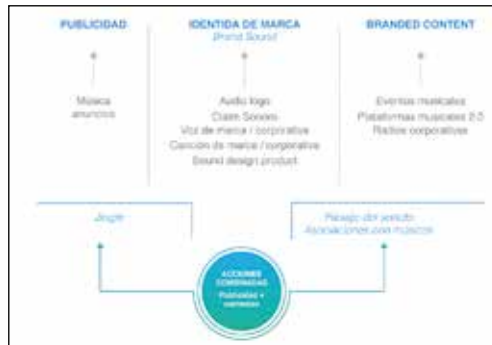 PUBLICIDAD
IDENTIDA DE MARCA
Brand Sound
BRANDED CONTENT
Música
anuncios
Audio logo
Claim Sonoro
Voz de marca / corporativa
Canción de marca / corporativa
Sound design product
Eventos musicales
Plataformas musicales 2.0
Radios corporativas
Jingle
Paisaje del sonido
Asociaciones con músicos
ACCIONES
COMBINADAS